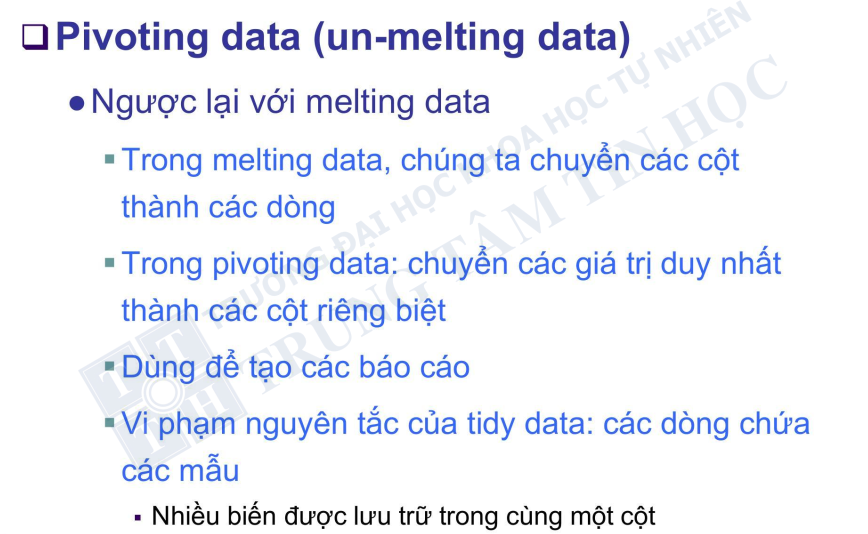 Pivoting data (un-melting data)
Ngược lại với melting data
Trong melting data, chúng ta chuyển các cột
thành các dòng
Trong pivoting data: chuyển các giá trị duy nhất
thành các cột riêng biệt
Dùng để tạo các báo cáo
Vi phạm nguyên tắc của tidy data: các dòng chứa
các mẫu
Nhiều biến được lưu trữ trong cùng một cột
TRƯỜNG ĐẠI HỌC KHOA HỌC TỰ NHIÊN
TRUNG TÂM TIN HỌC